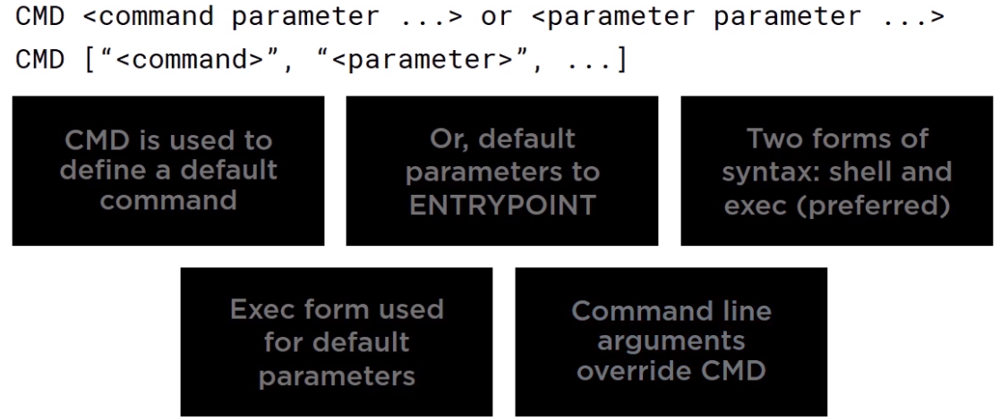 CMD <command parameter ...> or <parameter parameter ...>
CMD [“<command>”, “<parameter>”, ...]
CMD is used to
define a default
command
Or, default
parameters to
ENTRYPOINT
Two forms of
syntax: shell and
exec (preferred)
Exec form used
for default
parameters
Command line
arguments
override CMD